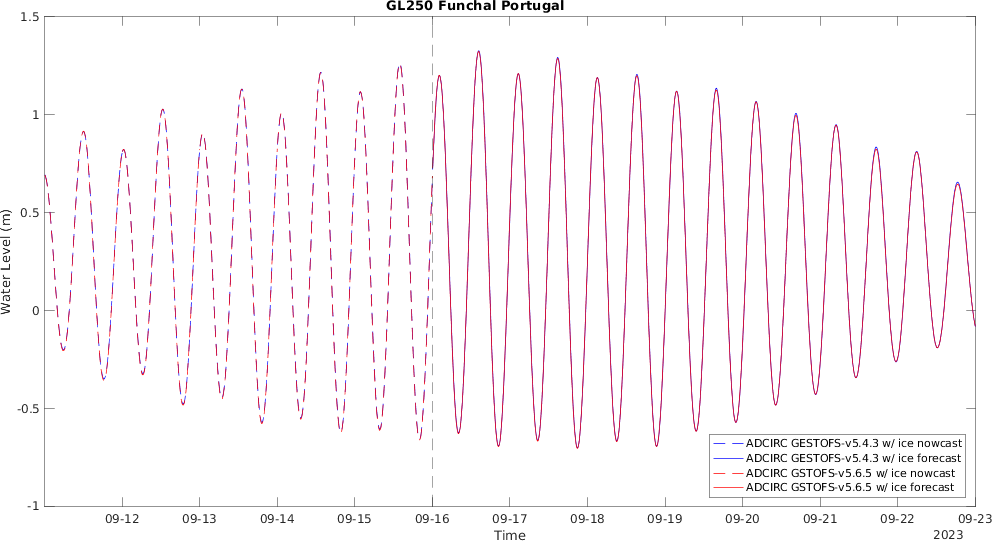 GL250 Funchal Portugal
1.5
1
0.5
0
-0.5
-1
Water Level (m)
09-12 09-13 09-14 09-15 09-16 09-17 09-18 09-19 09-20 09-21 09-22 09-23
Time
2023
ADCIRC GESTOFS-v5.4.3 w/ ice nowcast
ADCIRC GESTOFS-v5.4.3 w/ ice forecast
ADCIRC GSTOFS-v5.6.5 w/ ice nowcast
ADCIRC GSTOFS-v5.6.5 w/ ice forecast